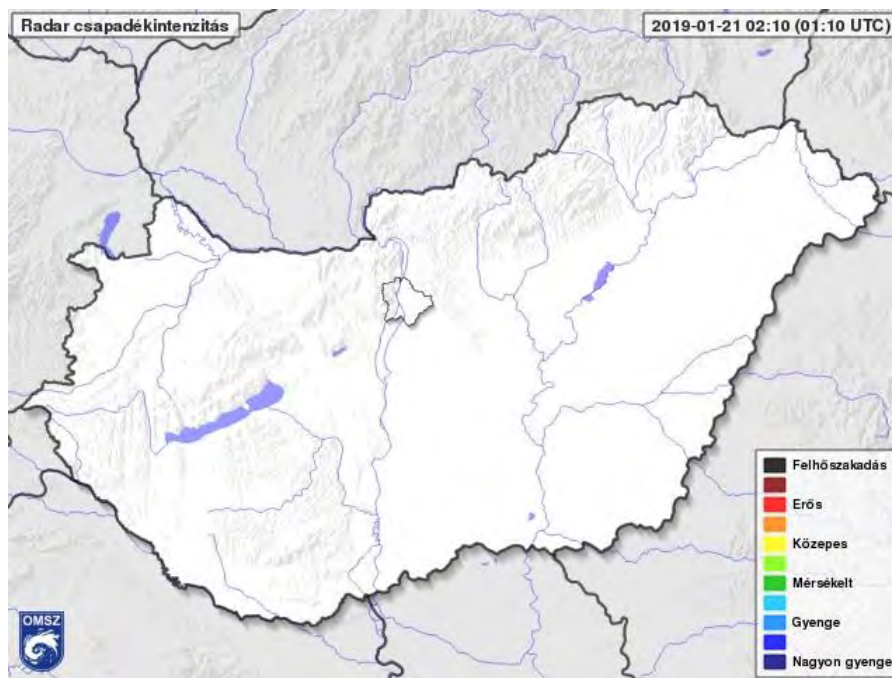 Radar csapadékintenzitás
2019-01-21 02:10 (01:10 UTC)
Felhőszakadás
Erős
Közepes
Mérsékelt
Gyenge
Nagyon gyenge
OMSZ